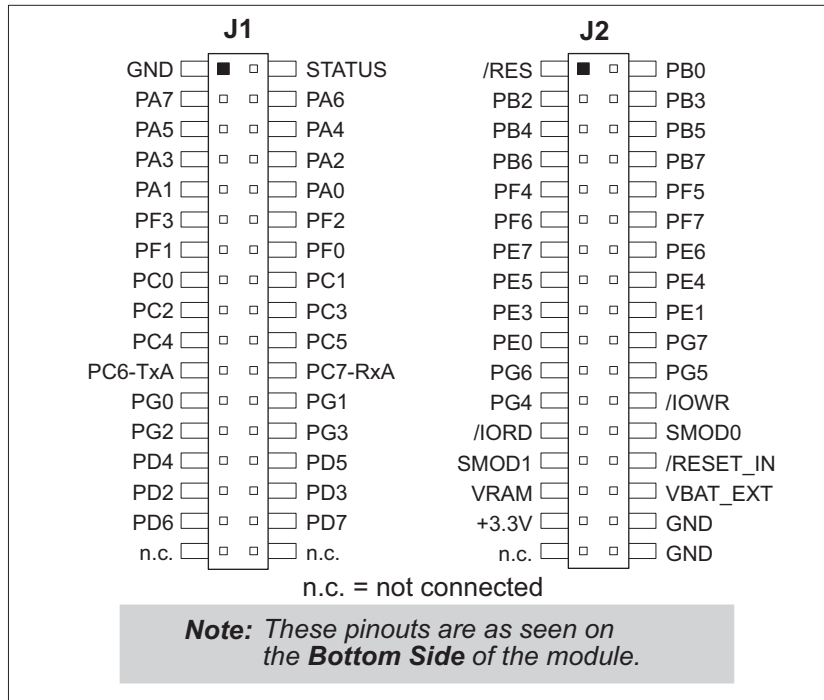 J1 J2
GND STATUS /RES PB0
PA7 PA6 PB2 PB3
PA5 PA4 PB4 PB5
PA3 PA2 PB6 PB7
PA1 PA0 PF4 PF5
PF3 PF2 PF6 PF7
PF1 PF0 PE7 PE6
PC0 PC1 PE5 PE4
PC2 PC3 PE3 PE1
PC4 PC5 PE0 PG7
PC6-TxA PC7-RxA PG6 PG5
PG0 PG1 PG4 /IOWR
PG2 PG3 /IORD SMOD0
PD4 PD5 SMOD1 /RESET_IN
PD2 PD3 VRAM VBAT_EXT
PD6 PD7 +3.3V GND
n.c. n.c. n.c. GND
n.c. = not connected
Note: These pinouts are as seen on
the Bottom Side of the module.